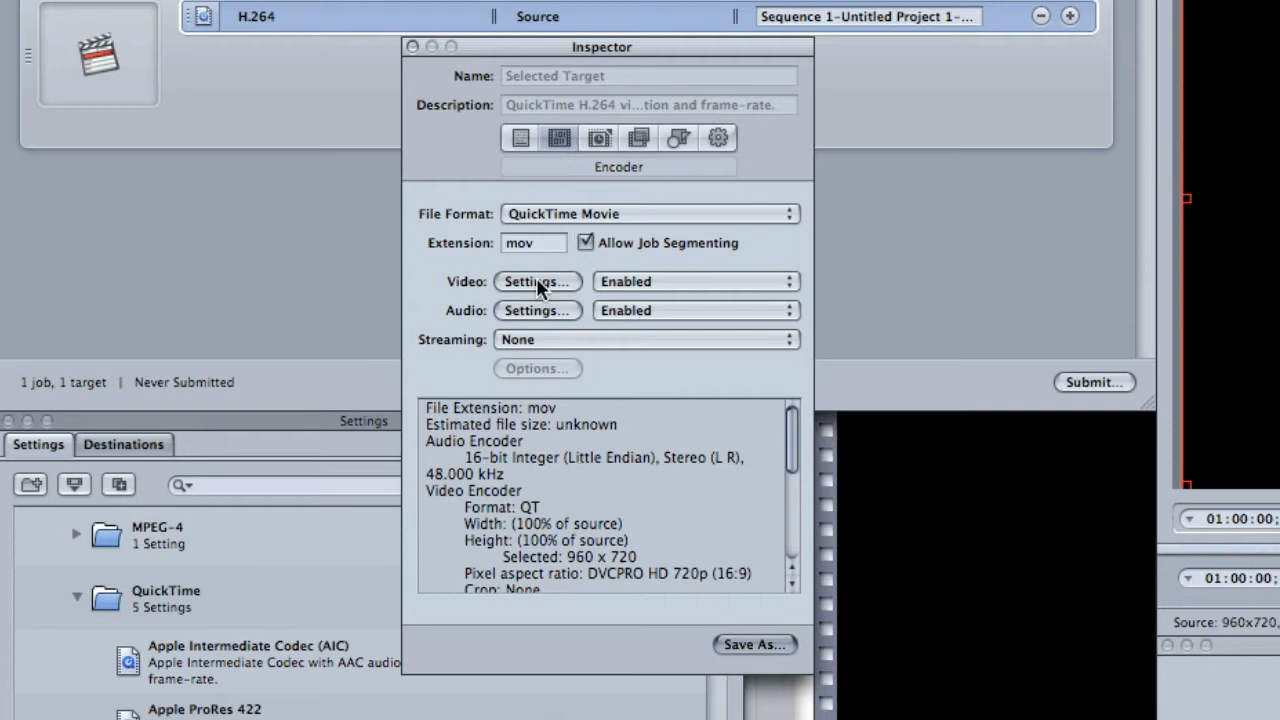 H.264 Source Sequence 1-Untitled Project 1-...
Inspector
Name: Selected Target
Description: QuickTime H.264 vi...tion and frame-rate.
Encoder
File Format: QuickTime Movie
Extension: mov Allow Job Segmenting
Video: Settings... Enabled
Audio: Settings... Enabled
Streaming: None
Options...
File Extension: mov
Estimated file size: unknown
Audio Encoder
16-bit Integer (Little Endian), Stereo (L R),
48.000 kHz
Video Encoder
Format: QT
Width: (100% of source)
Height: (100% of source)
Selected: 960 x 720
Pixel aspect ratio: DVCPRO HD 720p (16:9)
Crop: None
Save As...
1 job, 1 target | Never Submitted
Submit...
Settings
Settings Destinations
MPEG-4
1 Setting
QuickTime
5 Settings
Apple Intermediate Codec (AIC)
Apple Intermediate Codec with AAC audio
frame-rate.
Apple ProRes 422
01:00:00;
01:00:00;
Source: 960x720,